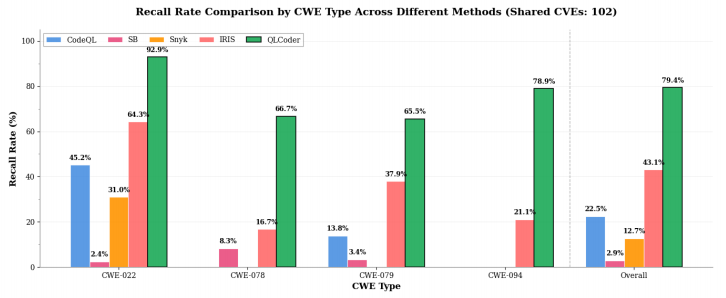 Recall Rate Comparison by CWE Type Across Different Methods (Shared CVEs: 102)
Recall Rate (%)
100
80
60
40
20
0
CodeQL SB Snyk IRIS QLCoder
45.2% 2.4% 31.0% 64.3% 92.9%
8.3% 16.7% 66.7%
13.8% 3.4% 37.9% 65.5%
21.1% 78.9%
22.5% 2.9% 12.7% 43.1% 79.4%
CWE-022 CWE-078 CWE-079 CWE-094 Overall
CWE Type